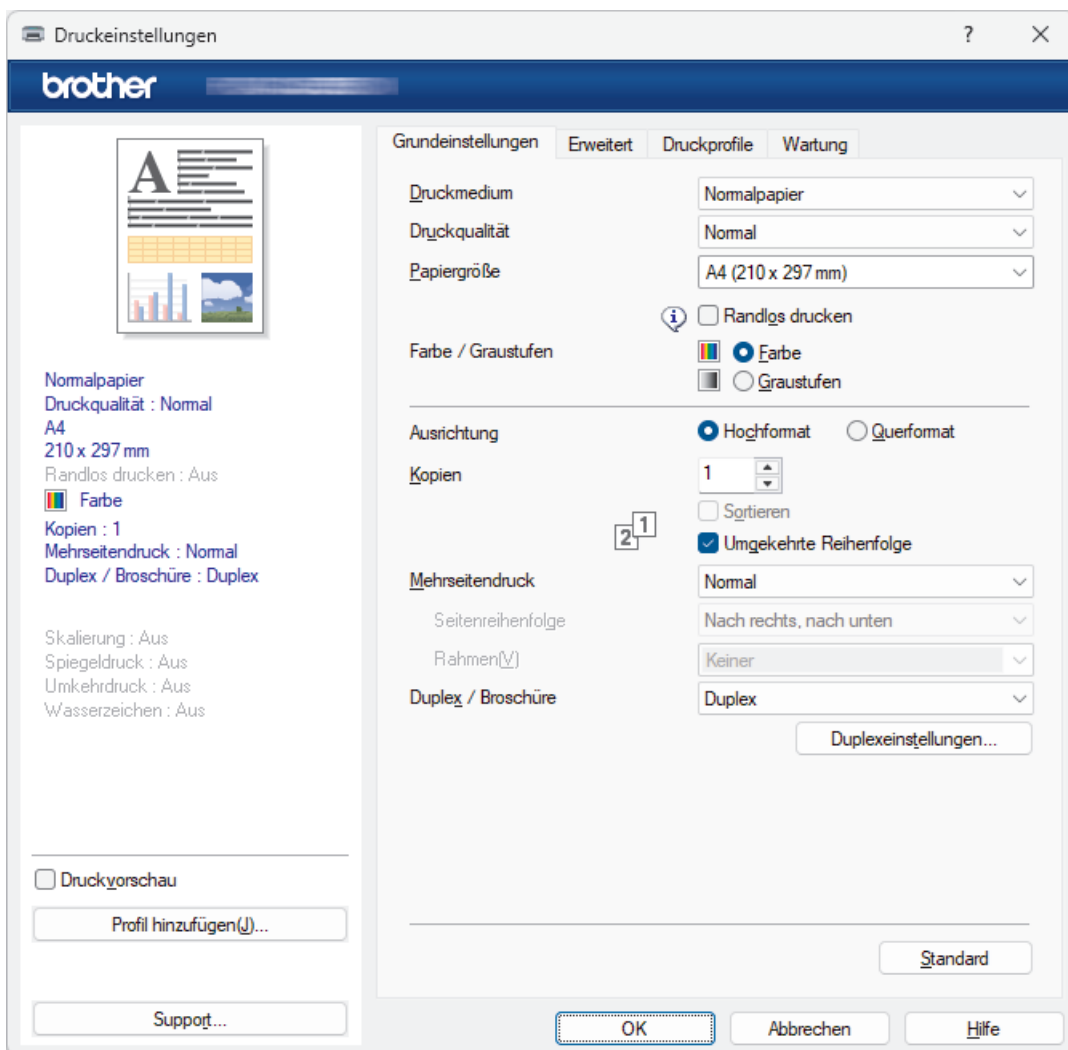 Druckeinstellungen
?
brother
Normalpapier
Druckqualität : Normal
A4
210 x 297 mm
Randlos drucken : Aus
Farbe
Kopien : 1
Mehrseitendruck : Normal
Duplex / Broschüre : Duplex
Skalierung : Aus
Spiegeldruck : Aus
Umkehrdruck : Aus
Wasserzeichen : Aus
Druckvorschau
Profil hinzufügen(J)...
Support...
Grundeinstellungen Erweitert Druckprofile Wartung
Druckmedium Normalpapier
Druckqualität Normal
Papiergröße A4 (210 x 297 mm)
Randlos drucken
Farbe / Graustufen Farbe
Graustufen
Ausrichtung Hochformat Querformat
Kopien 1
Sortieren
2 1
Umgekehrte Reihenfolge
Mehrseitendruck Normal
Seitenreihenfolge Nach rechts, nach unten
Rahmen(V) Keiner
Duplex / Broschüre Duplex
Duplexeinstellungen...
Standard
OK Abbrechen Hilfe